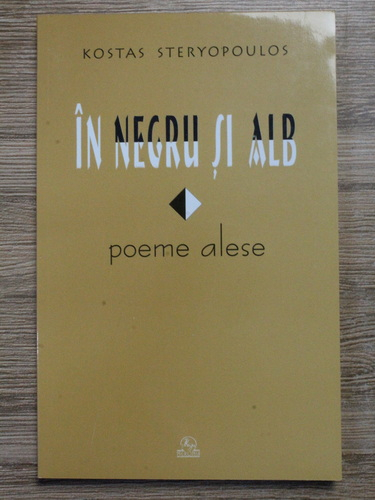 KOSTAS STERYOPOULOS
ÎN NEGRU ȘI ALB
poeme alese